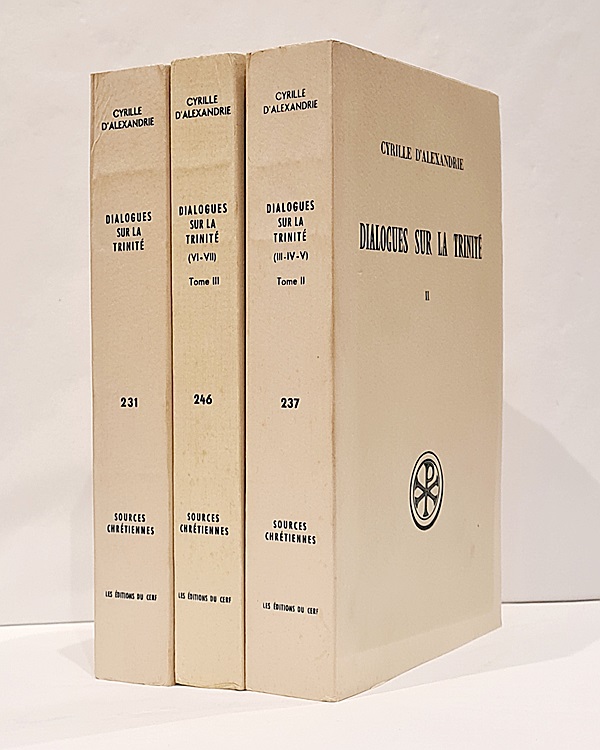 CYRILLE
D'ALEXANDRIE
DIALOGUES
SUR LA
TRINITÉ
231
SOURCES
CHRÉTIENNES
LES ÉDITIONS DU CERF
CYRILLE
D'ALEXANDRIE
DIALOGUES
SUR LA
TRINITÉ
(VI-VII)
Tome III
246
SOURCES
CHRÉTIENNES
LES ÉDITIONS DU CERF
CYRILLE
D'ALEXANDRIE
DIALOGUES
SUR LA
TRINITÉ
(III-IV-V)
Tome II
237
SOURCES
CHRÉTIENNES
LES ÉDITIONS DU CERF
CYRILLE D'ALEXANDRIE
DIALOGUES SUR LA TRINITÉ
II